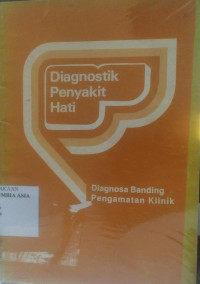 Diagnostik
Penyakit
Hati
Diagnosa Banding
Pengamatan Klinik